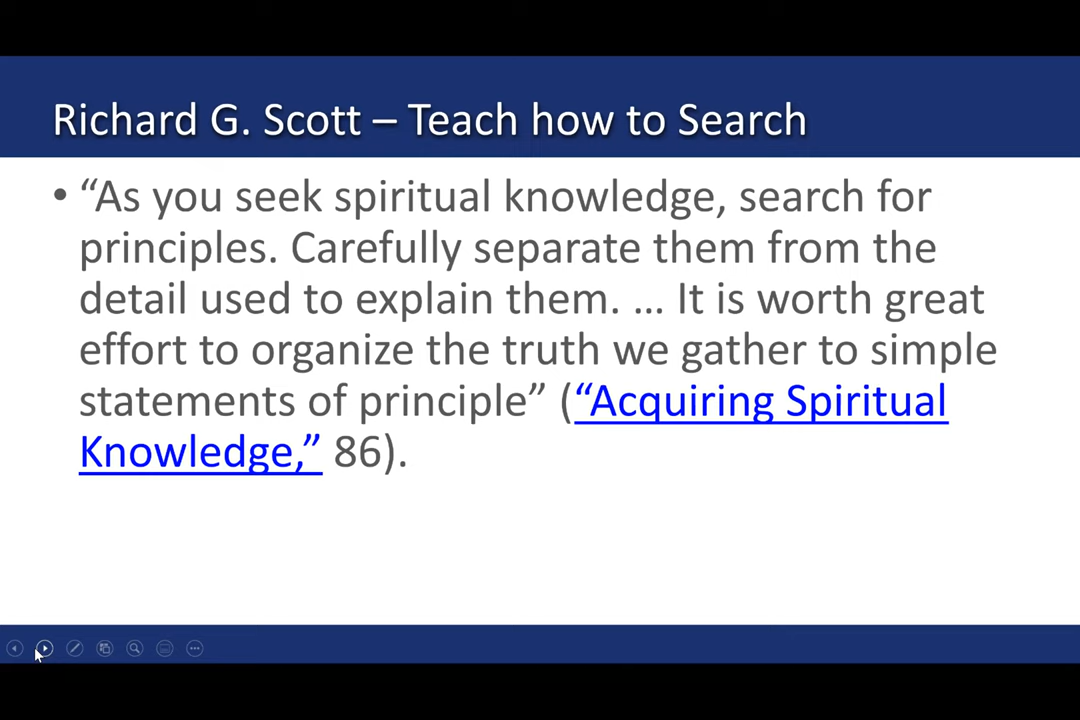 Richard G. Scott – Teach how to Search
• “As you seek spiritual knowledge, search for
principles. Carefully separate them from the
detail used to explain them. … It is worth great
effort to organize the truth we gather to simple
statements of principle” (“Acquiring Spiritual
Knowledge,” 86).